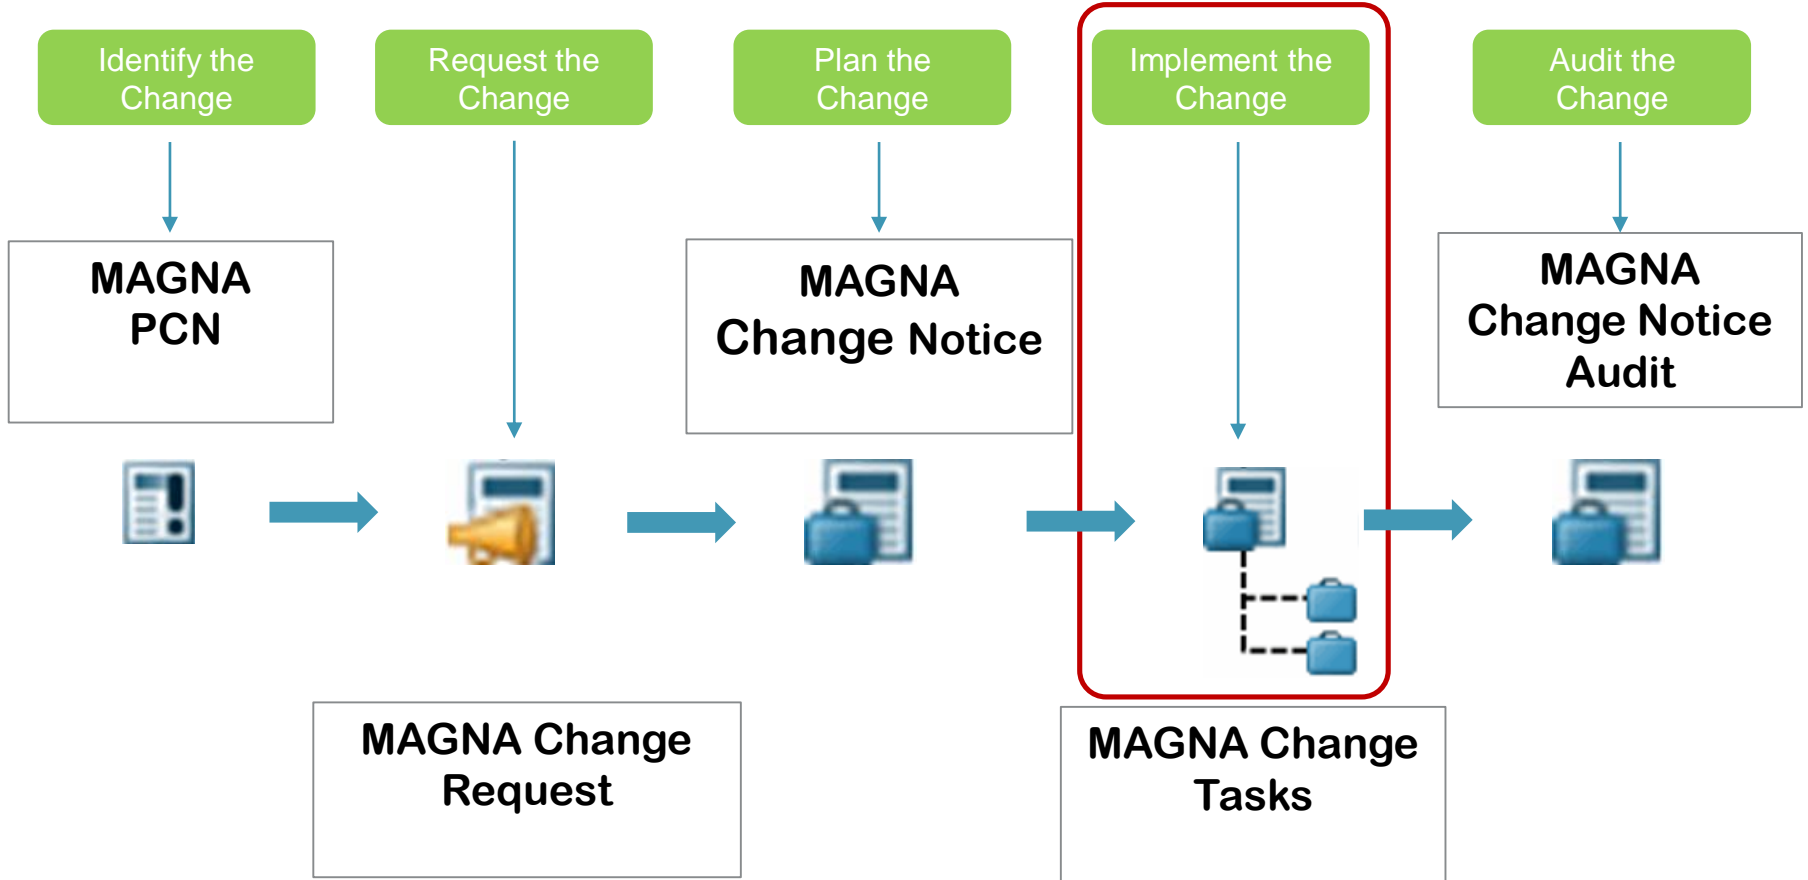 Identify the
Change
Request the
Change
Plan the
Change
Implement the
Change
Audit the
Change
MAGNA
PCN
MAGNA
Change Notice
MAGNA
Change Notice
Audit
MAGNA Change
Request
MAGNA Change
Tasks